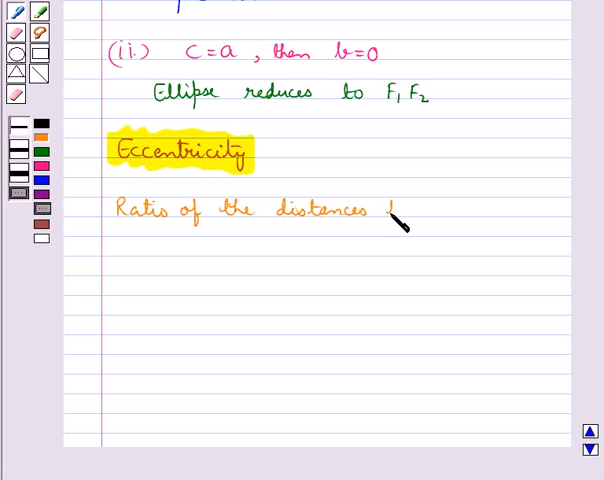 (ii.) c=a, then b=0
Ellipse reduces to F₁ F₂
Eccentricity
Ratio of the distances